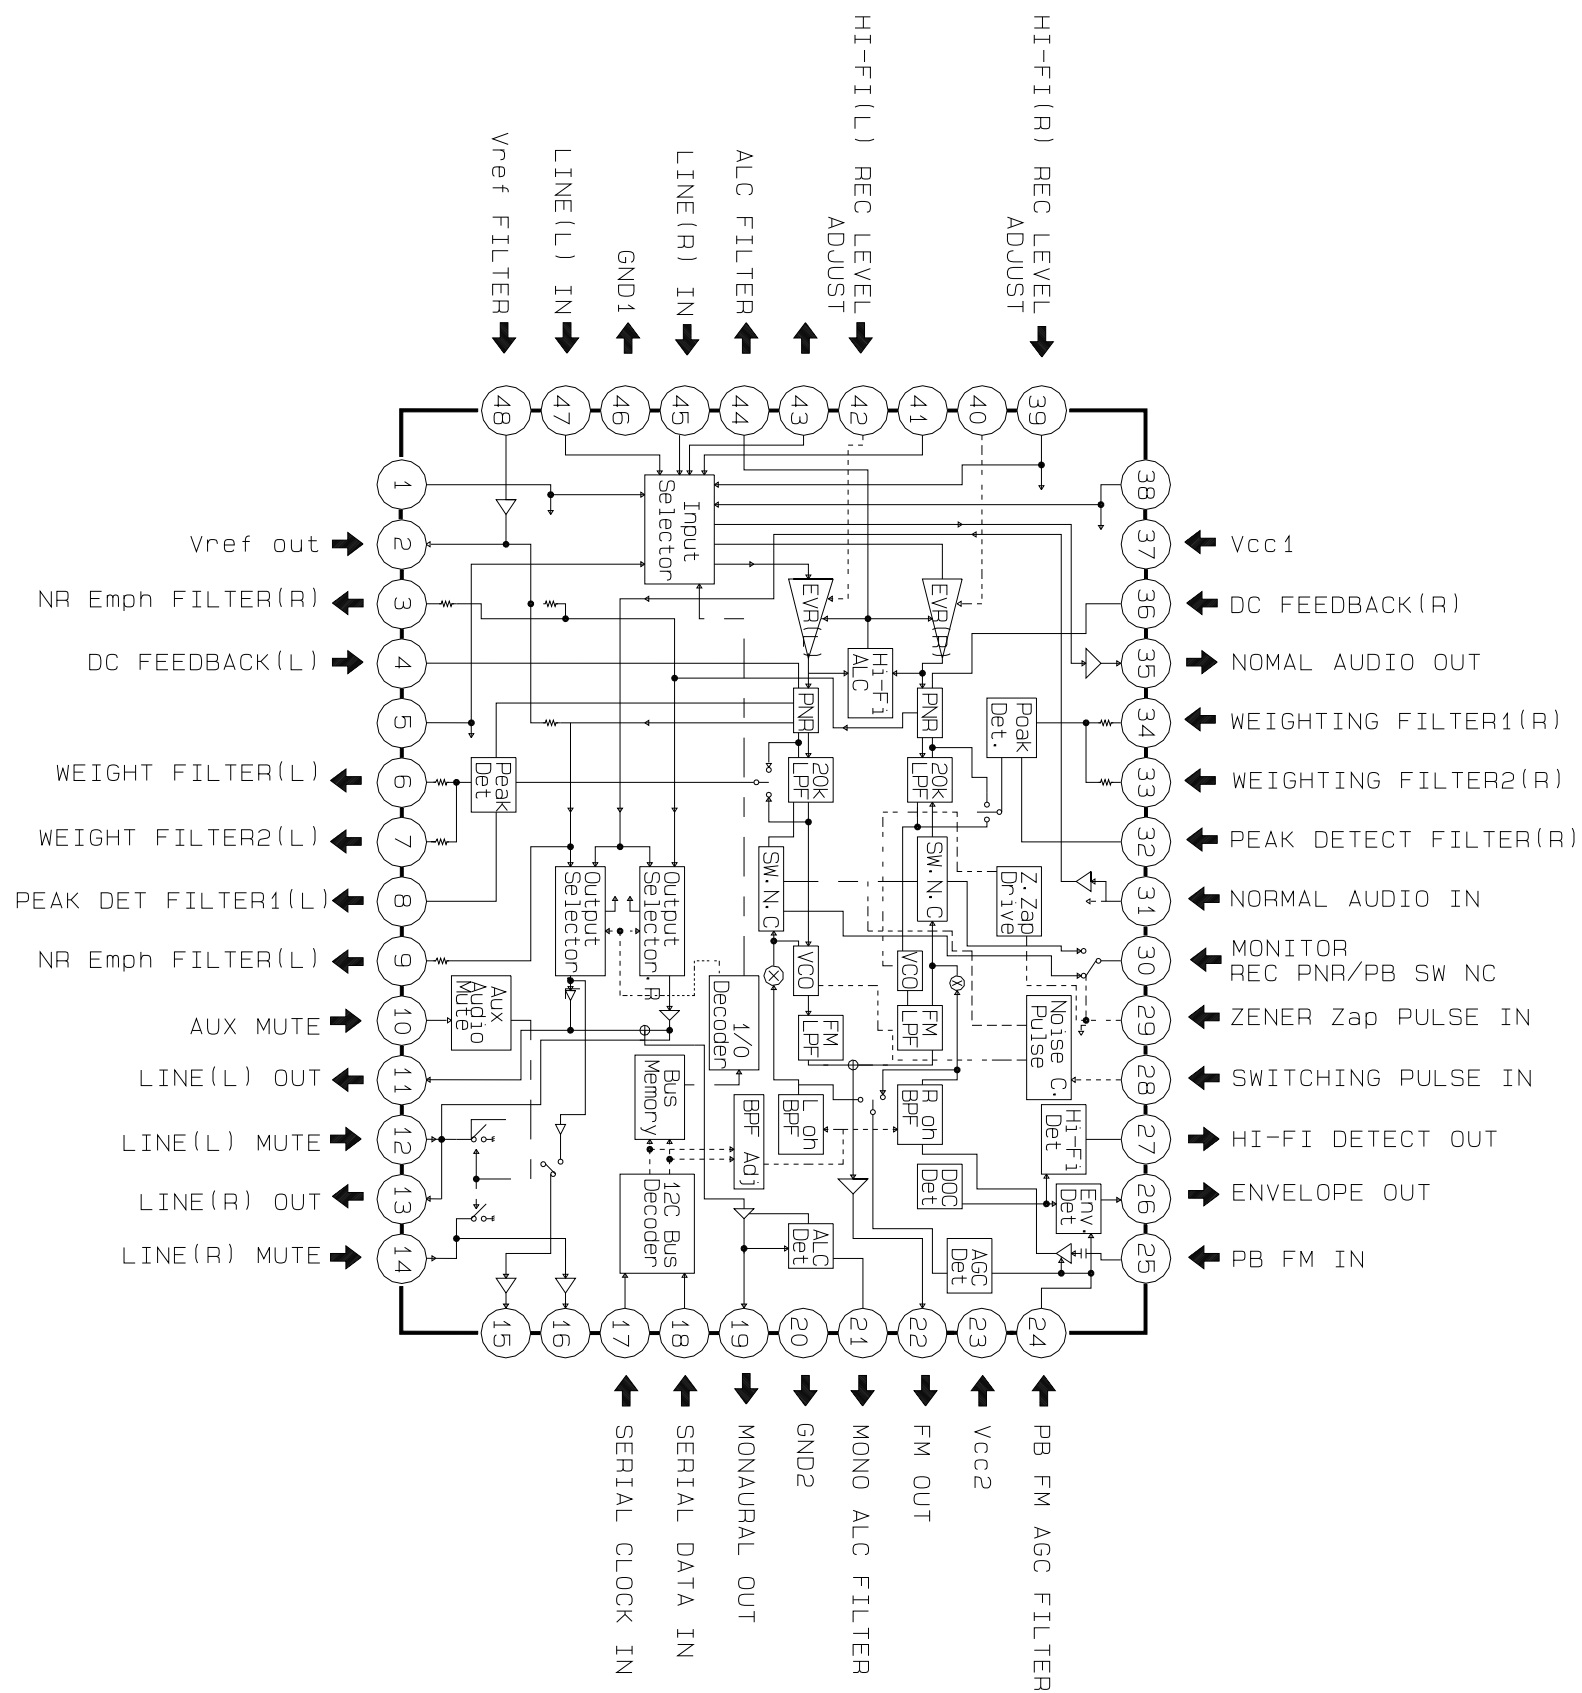 HI-FI(L) REC LEVEL
ADJUST
HI-FI(R) REC LEVEL
ADJUST
Vref FILTER
LINE(L) IN
GND1
LINE(R) IN
ALC FILTER
48
47
46
45
44
43
42
41
40
39
1
2
3
4
5
6
7
8
9
10
11
12
13
14
Vref out
NR Emph FILTER(R)
DC FEEDBACK(L)
WEIGHT FILTER(L)
WEIGHT FILTER2(L)
PEAK DET FILTER1(L)
NR Emph FILTER(L)
AUX MUTE
LINE(L) OUT
LINE(L) MUTE
LINE(R) OUT
LINE(R) MUTE
Input
Selector
EVR(L)
EVR(R)
Hi-Fi
ALC
PNR
PNR
Poak
Det.
Peak
Det
20k
LPF
20k
LPF
SW.N.C
SW.N.C
Z.Zap
Drive
Output
Selector
Output
Selector.R
VCO
VCO
Aux
Audio
Mute
1/0
Decoder
FM
LPF
FM
LPF
Noise C.
Pulse
Bus
Memory
BPF Adj
L oh
BPF
R oh
BPF
Hi-Fi
Det
12C Bus
Decoder
DOC
Det
Env.
Det
ALC
Det
AGC
Det
38
37
36
35
34
33
32
31
30
29
28
27
26
25
Vcc1
DC FEEDBACK(R)
NOMAL AUDIO OUT
WEIGHTING FILTER1(R)
WEIGHTING FILTER2(R)
PEAK DETECT FILTER(R)
NORMAL AUDIO IN
MONITOR
REC PNR/PB SW NC
ZENER Zap PULSE IN
SWITCHING PULSE IN
HI-FI DETECT OUT
ENVELOPE OUT
PB FM IN
15
16
17
18
19
20
21
22
23
24
SERIAL CLOCK IN
SERIAL DATA IN
MONAURAL OUT
GND2
MONO ALC FILTER
FM OUT
Vcc2
PB FM AGC FILTER